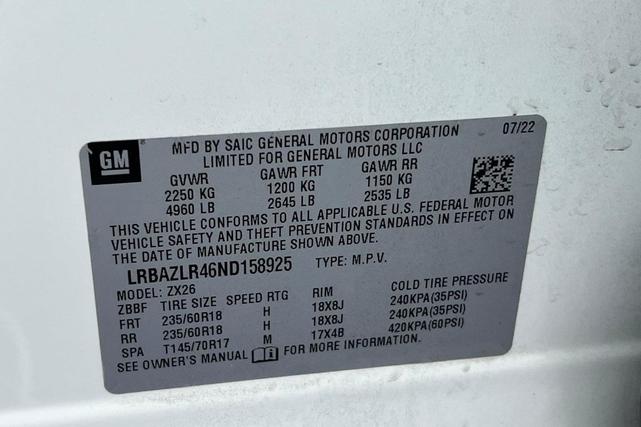 GM
MFD BY SAIC GENERAL MOTORS CORPORATION 07/22
LIMITED FOR GENERAL MOTORS LLC
GVWR GAWR FRT GAWR RR
2250 KG 1200 KG 1150 KG
4960 LB 2645 LB 2535 LB
THIS VEHICLE CONFORMS TO ALL APPLICABLE U.S. FEDERAL MOTOR
VEHICLE SAFETY AND THEFT PREVENTION STANDARDS IN EFFECT ON
THE DATE OF MANUFACTURE SHOWN ABOVE.
LRBAZLR46ND158925 TYPE: M.P.V.
MODEL: ZX26
ZBBF TIRE SIZE SPEED RTG RIM COLD TIRE PRESSURE
FRT 235/60R18 H 18X8J 240KPA(35PSI)
RR 235/60R18 H 18X8J 240KPA(35PSI)
SPA T145/70R17 M 17X4B 420KPA(60PSI)
SEE OWNER'S MANUAL FOR MORE INFORMATION.